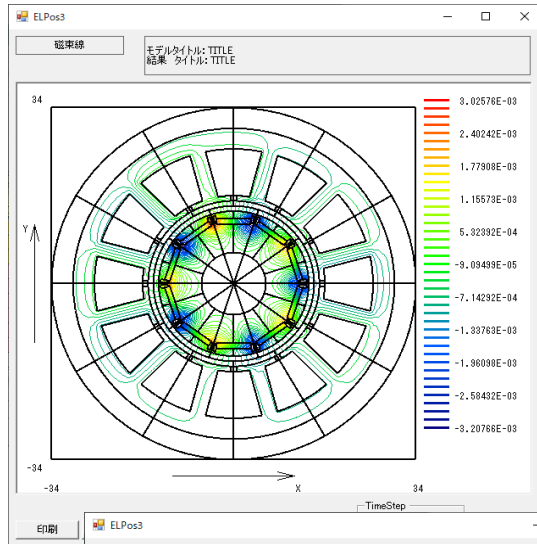 ELPos3
磁束線
モデルタイトル: TITLE
結果 タイトル: TITLE
34
3.02576E-03
2.40242E-03
1.77908E-03
1.15573E-03
5.32392E-04
-9.09499E-05
-7.14292E-04
-1.33763E-03
-1.96098E-03
-2.58432E-03
-3.20766E-03
Y
-34
-34
X
34
TimeStep
印刷
ELPos3